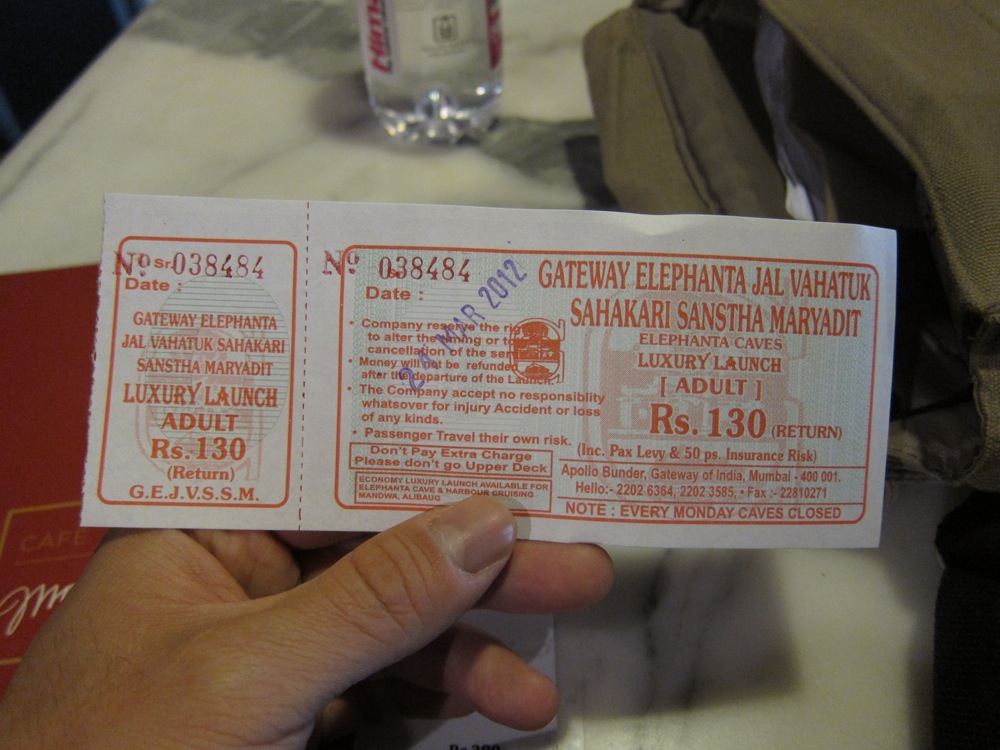 Nº Sr. 038484
Date :
GATEWAY ELEPHANTA
JAL VAHATUK SAHAKARI
SANSTHA MARYADIT
LUXURY LAUNCH
ADULT
Rs.130
(Return)
G.E.J.V.S.S.M.
Nº 038484
Date :
24 MAR 2012
• Company reserve the
to alter the timing or
cancellation of the
• Money will not be refunded
after the departure of the Launch.
• The Company accept no responsiblity
whatsover for injury Accident or loss
of any kinds.
• Passenger Travel their own risk.
Don't Pay Extra Charge
Please don't go Upper Deck
ECONOMY LUXURY LAUNCH AVAILABLE FOR
ELEPHANTA CAVE & HARBOUR CRUISING
MANDWA, ALIBAUG
GATEWAY ELEPHANTA JAL VAHATUK
SAHAKARI SANSTHA MARYADIT
ELEPHANTA CAVES
LUXURY LAUNCH
[ ADULT ]
Rs. 130 (RETURN)
(Inc. Pax Levy & 50 ps. Insurance Risk)
Apollo Bunder, Gateway of India, Mumbai - 400 001.
Hello:- 2202 6364, 2202 3585, • Fax :- 22810271
NOTE : EVERY MONDAY CAVES CLOSED
CAFE